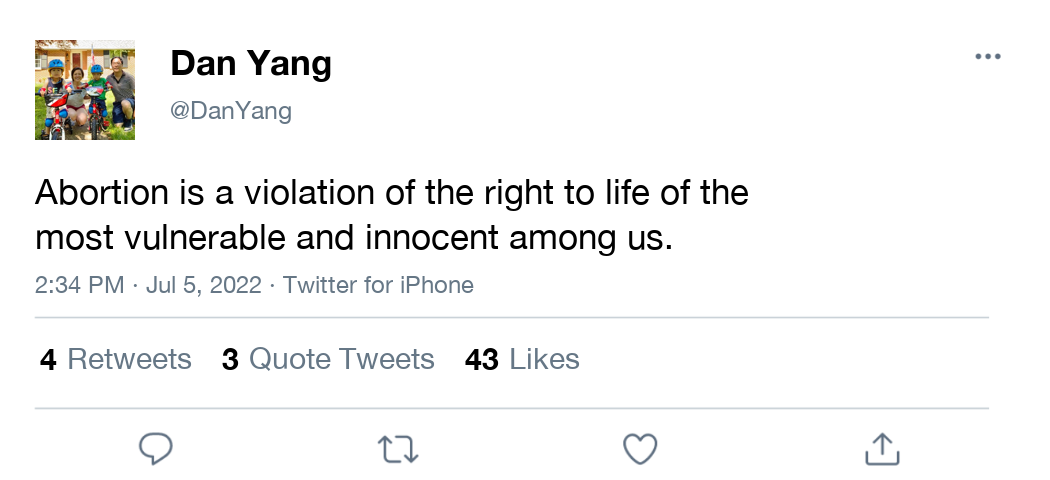 Dan Yang
@DanYang
Abortion is a violation of the right to life of the
most vulnerable and innocent among us.
2:34 PM · Jul 5, 2022 · Twitter for iPhone
4 Retweets 3 Quote Tweets 43 Likes